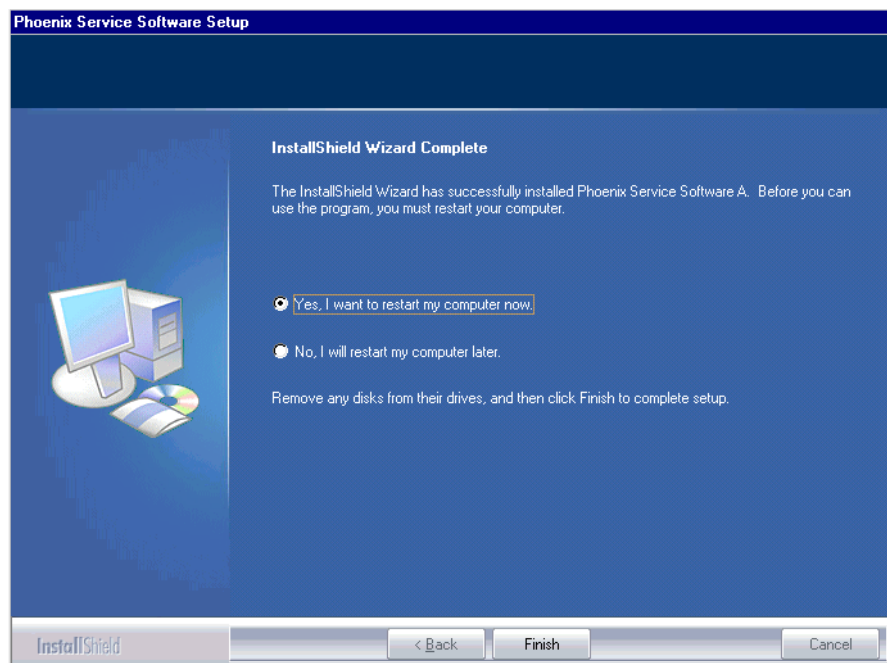 Phoenix Service Software Setup
InstallShield Wizard Complete
The InstallShield Wizard has successfully installed Phoenix Service Software A.  Before you can
use the program, you must restart your computer.
Yes, I want to restart my computer now.
No, I will restart my computer later.
Remove any disks from their drives, and then click Finish to complete setup.
InstallShield
< Back
Finish
Cancel